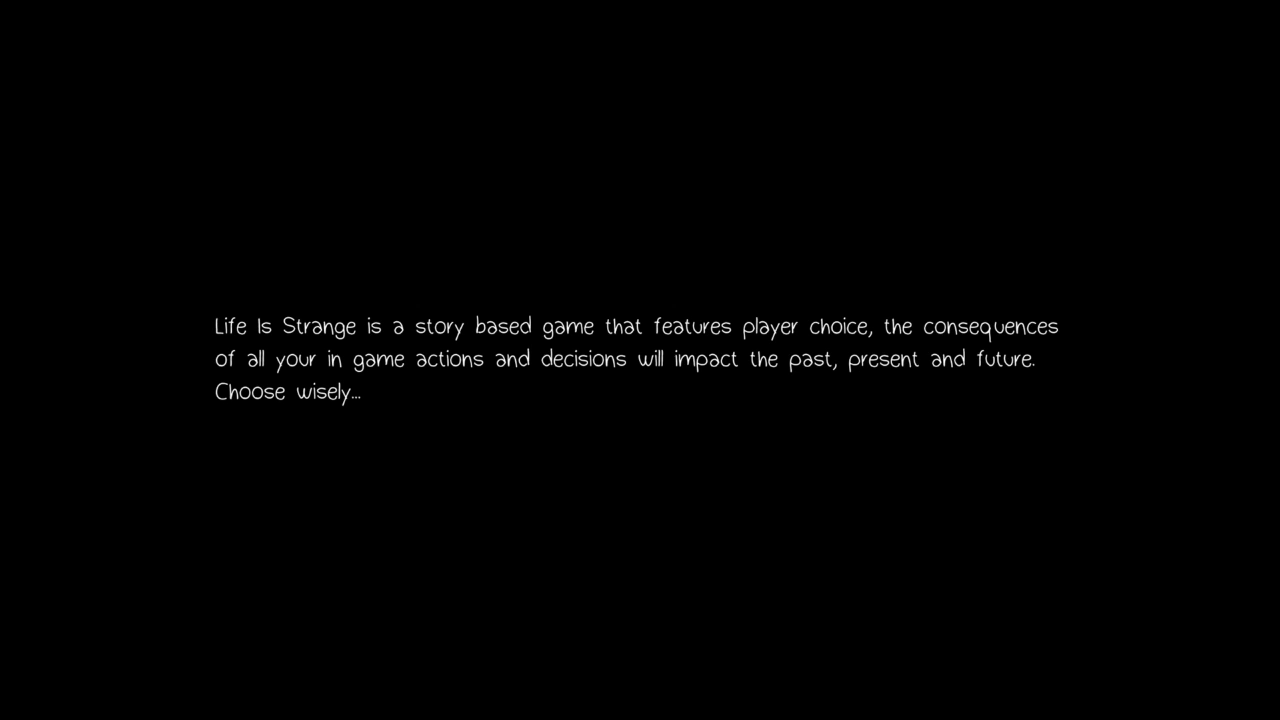 Life Is Strange is a story based game that features player choice, the consequences
of all your in game actions and decisions will impact the past, present and future.
Choose wisely...